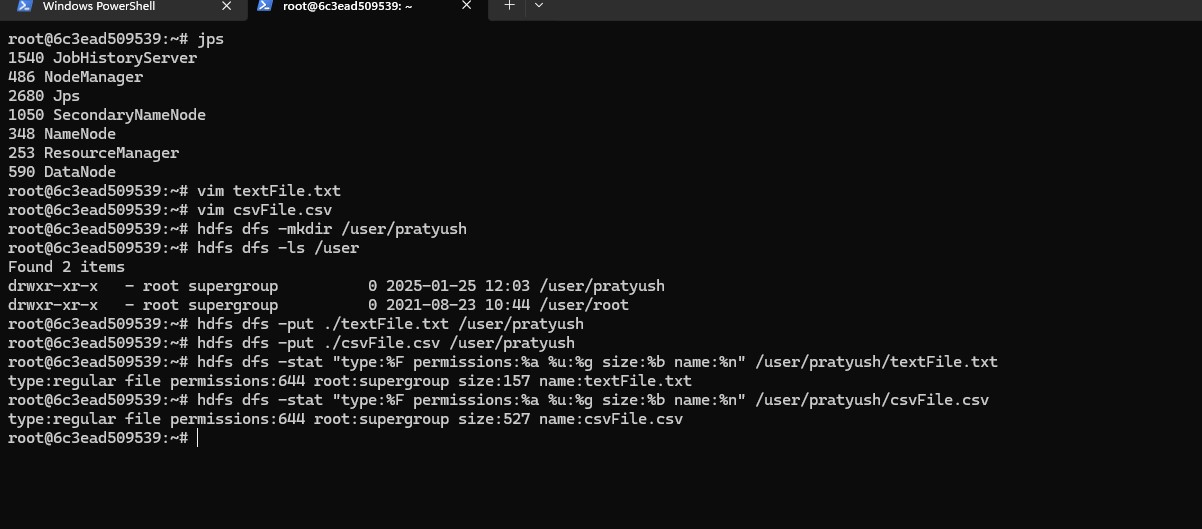 Windows PowerShell
root@6c3ead509539: ~
root@6c3ead509539:~# jps
1540 JobHistoryServer
486 NodeManager
2680 Jps
1050 SecondaryNameNode
348 NameNode
253 ResourceManager
590 DataNode
root@6c3ead509539:~# vim textFile.txt
root@6c3ead509539:~# vim csvFile.csv
root@6c3ead509539:~# hdfs dfs -mkdir /user/pratyush
root@6c3ead509539:~# hdfs dfs -ls /user
Found 2 items
drwxr-xr-x   - root supergroup          0 2025-01-25 12:03 /user/pratyush
drwxr-xr-x   - root supergroup          0 2021-08-23 10:44 /user/root
root@6c3ead509539:~# hdfs dfs -put ./textFile.txt /user/pratyush
root@6c3ead509539:~# hdfs dfs -put ./csvFile.csv /user/pratyush
root@6c3ead509539:~# hdfs dfs -stat "type:%F permissions:%a %u:%g size:%b name:%n" /user/pratyush/textFile.txt
type:regular file permissions:644 root:supergroup size:157 name:textFile.txt
root@6c3ead509539:~# hdfs dfs -stat "type:%F permissions:%a %u:%g size:%b name:%n" /user/pratyush/csvFile.csv
type:regular file permissions:644 root:supergroup size:527 name:csvFile.csv
root@6c3ead509539:~#